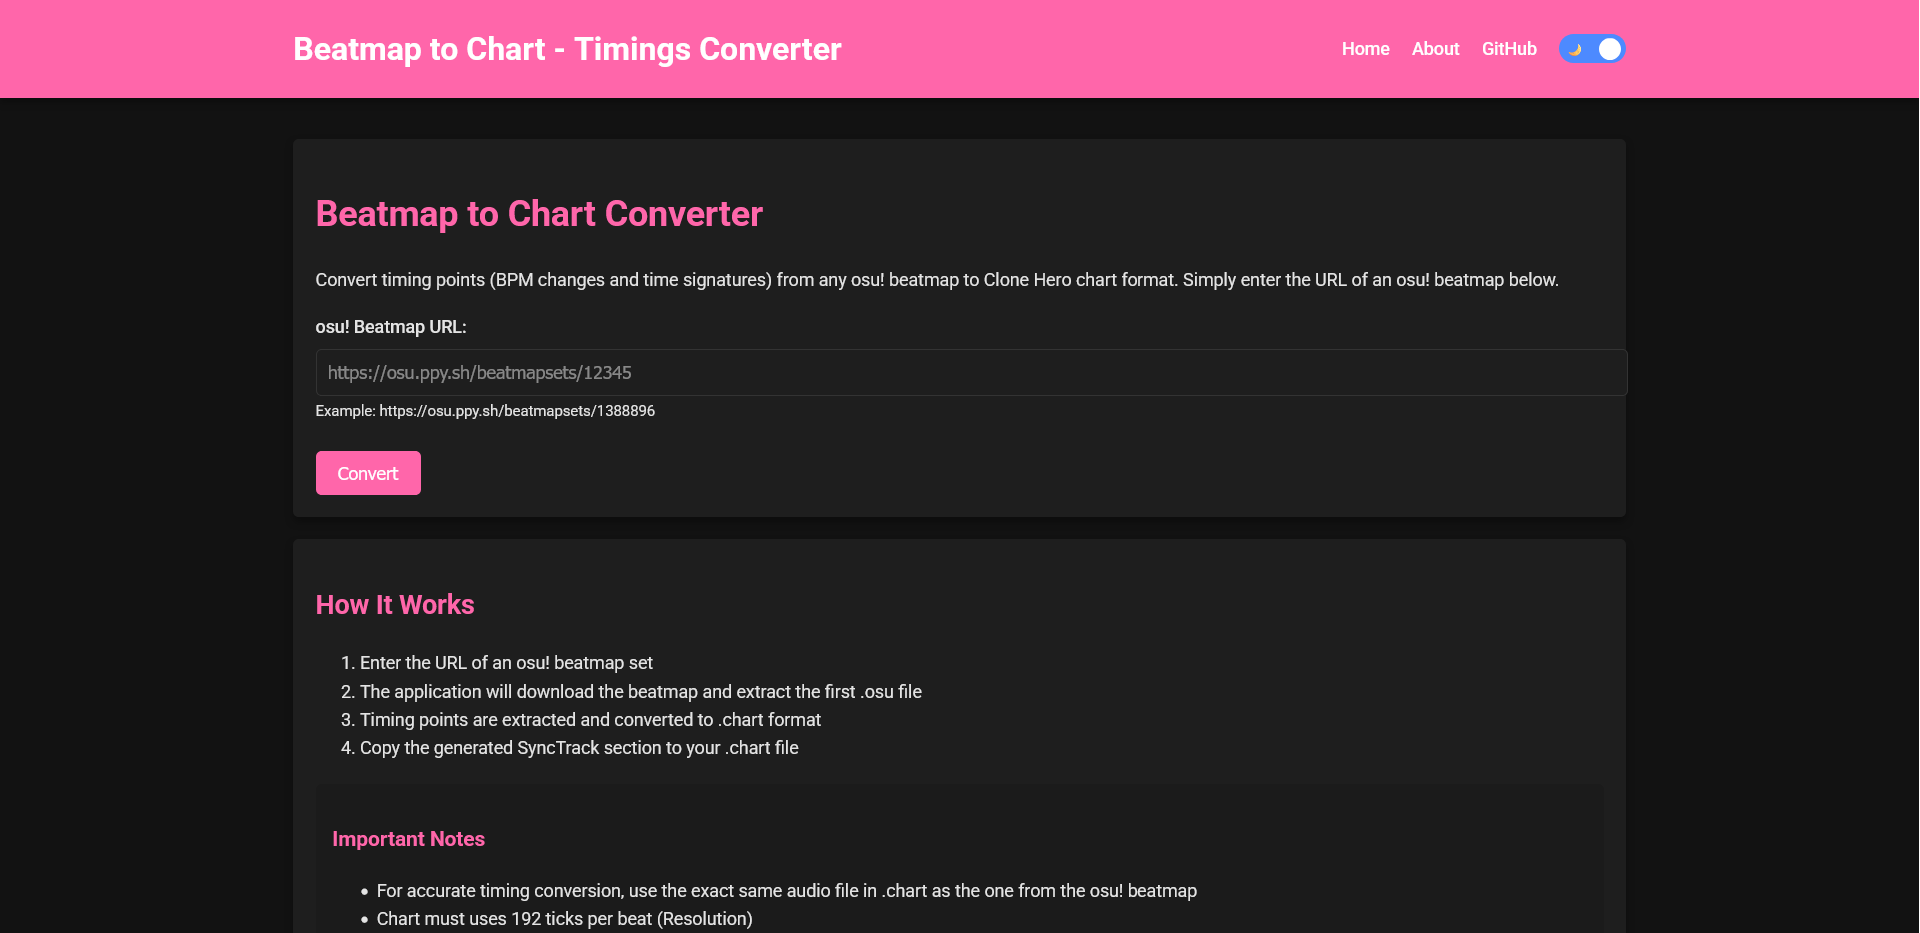 Beatmap to Chart - Timings Converter
Home About GitHub
Beatmap to Chart Converter
Convert timing points (BPM changes and time signatures) from any osu! beatmap to Clone Hero chart format. Simply enter the URL of an osu! beatmap below.
osu! Beatmap URL:
https://osu.ppy.sh/beatmapsets/12345
Example: https://osu.ppy.sh/beatmapsets/1388896
Convert
How It Works
1. Enter the URL of an osu! beatmap set
2. The application will download the beatmap and extract the first .osu file
3. Timing points are extracted and converted to .chart format
4. Copy the generated SyncTrack section to your .chart file
Important Notes
• For accurate timing conversion, use the exact same audio file in .chart as the one from the osu! beatmap
• Chart must uses 192 ticks per beat (Resolution)